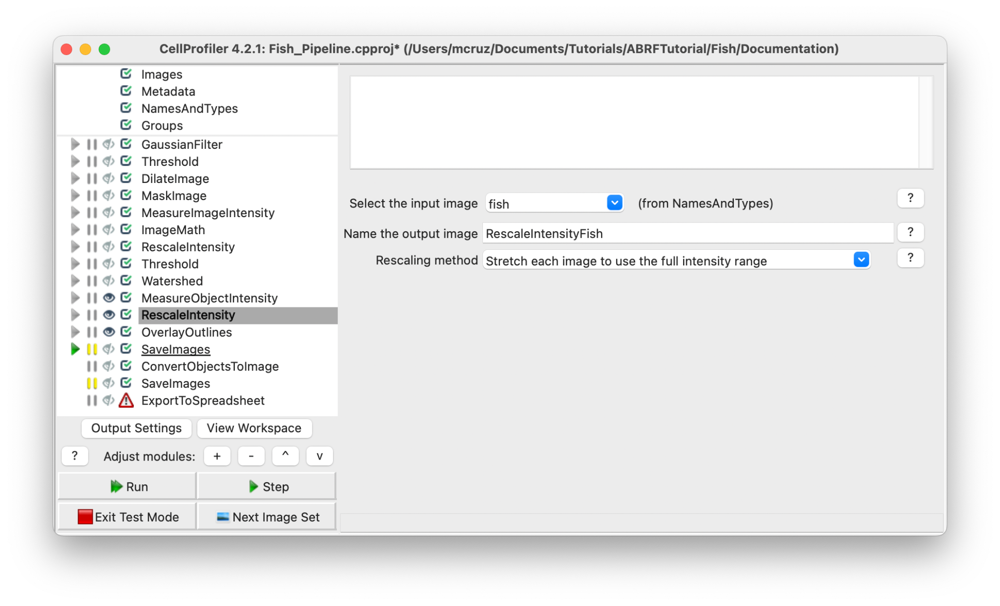 CellProfiler 4.2.1: Fish_Pipeline.cpproj* (/Users/mcruz/Documents/Tutorials/ABRFTutorial/Fish/Documentation)
Images
Metadata
NamesAndTypes
Groups
GaussianFilter
Threshold
DilateImage
MaskImage
MeasureImageIntensity
ImageMath
RescaleIntensity
Threshold
Watershed
MeasureObjectIntensity
RescaleIntensity
OverlayOutlines
SaveImages
ConvertObjectsToImage
SaveImages
ExportToSpreadsheet
Output Settings View Workspace
? Adjust modules: + - ^ v
Run Step
Exit Test Mode Next Image Set
Select the input image fish (from NamesAndTypes) ?
Name the output image RescaleIntensityFish ?
Rescaling method Stretch each image to use the full intensity range ?